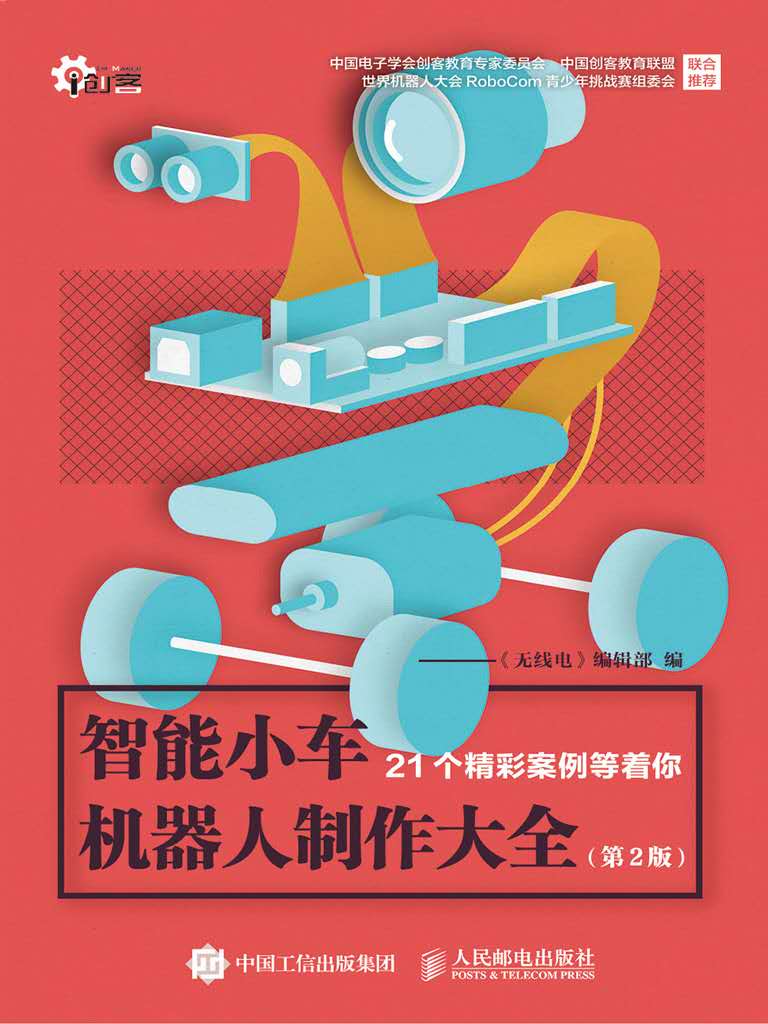 i创客
中国电子学会创客教育专家委员会 中国创客教育联盟
世界机器人大会 RoboCom 青少年挑战赛组委会
联合
推荐
《无线电》编辑部 编
智能小车
21个精彩案例等着你
机器人制作大全
(第2版)
中国工信出版集团
人民邮电出版社
POSTS & TELECOM PRESS